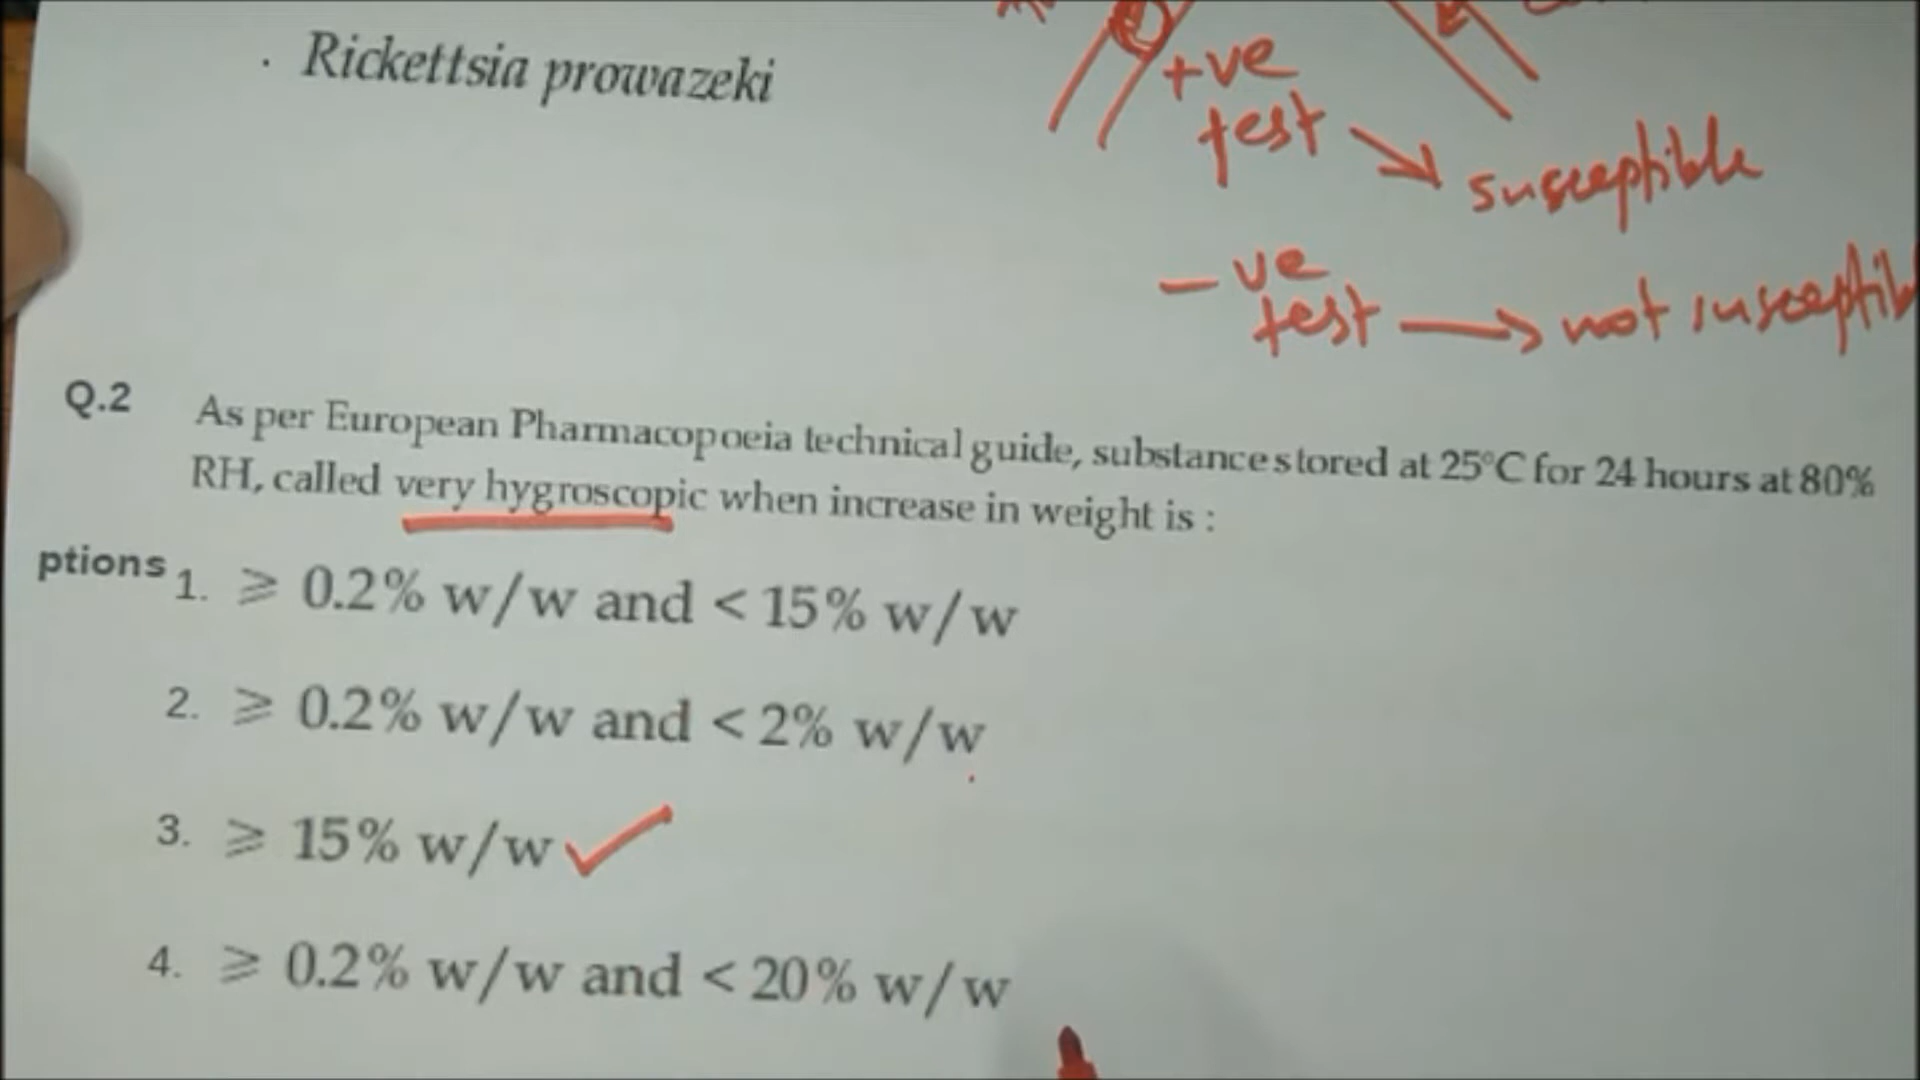 · Rickettsia prowazeki
+ve
test → susceptible
- ve
test → not susceptib
Q.2 As per European Pharmacopoeia technical guide, substance stored at 25°C for 24 hours at 80%
RH, called very hygroscopic when increase in weight is :
ptions 1. ⩾ 0.2% w/w and < 15% w/w
2. ⩾ 0.2% w/w and < 2% w/w
3. ⩾ 15% w/w ✓
4. ⩾ 0.2% w/w and < 20% w/w